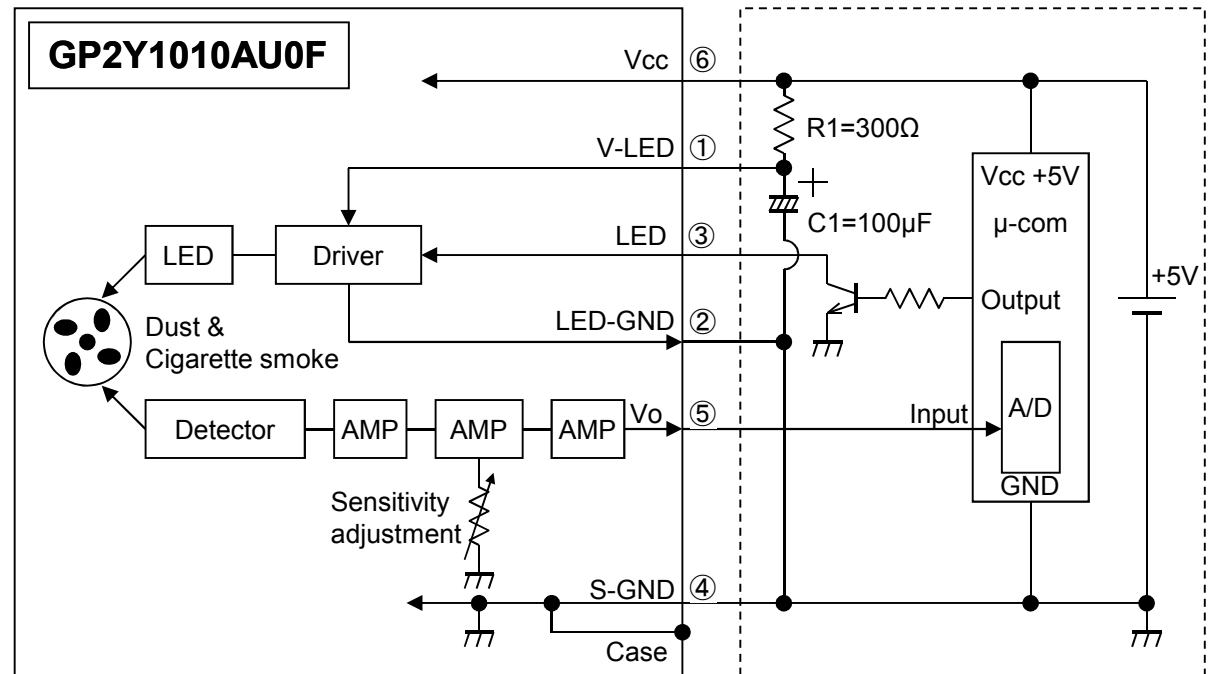 GP2Y1010AU0F
Vcc ⑥
R1=300Ω
V-LED ①
Vcc +5V
μ-com
C1=100μF
LED ③
LED
Driver
+5V
Output
LED-GND ②
Dust &
Cigarette smoke
Vo ⑤
Input
A/D
Detector
AMP
AMP
AMP
GND
Sensitivity
adjustment
S-GND ④
Case